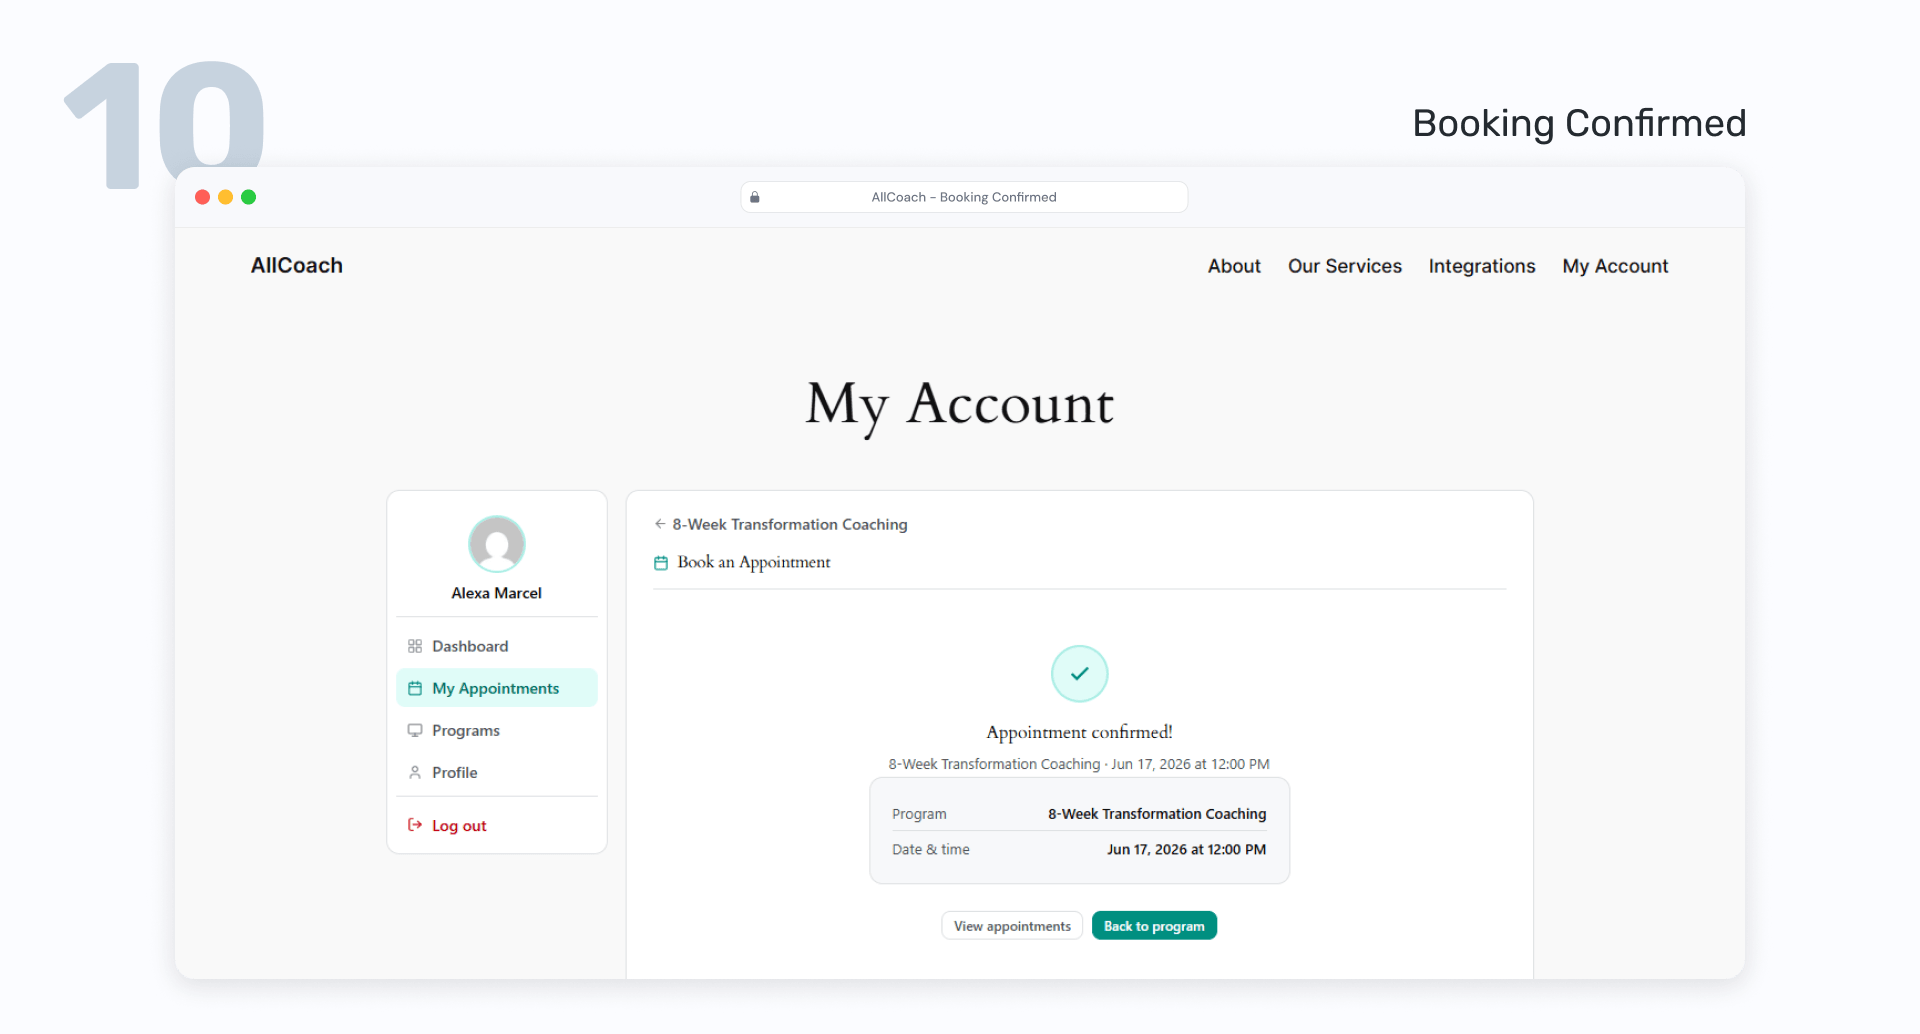 10
Booking Confirmed
AllCoach - Booking Confirmed
AllCoach
About
Our Services
Integrations
My Account
My Account
Alexa Marcel
Dashboard
My Appointments
Programs
Profile
Log out
← 8-Week Transformation Coaching
Book an Appointment
Appointment confirmed!
8-Week Transformation Coaching · Jun 17, 2026 at 12:00 PM
Program 8-Week Transformation Coaching
Date & time Jun 17, 2026 at 12:00 PM
View appointments
Back to program